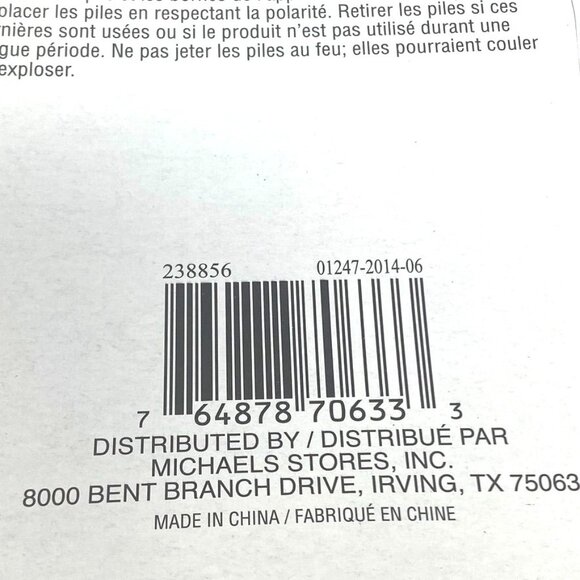 placer les piles en respectant la polarité. Retirer les piles si ces
nières sont usées ou si le produit n'est pas utilisé durant une
gue période. Ne pas jeter les piles au feu; elles pourraient couler
exploser.
238856 01247-2014-06
7 64878 70633 3
DISTRIBUTED BY / DISTRIBUÉ PAR
MICHAELS STORES, INC.
8000 BENT BRANCH DRIVE, IRVING, TX 75063
MADE IN CHINA / FABRIQUÉ EN CHINE